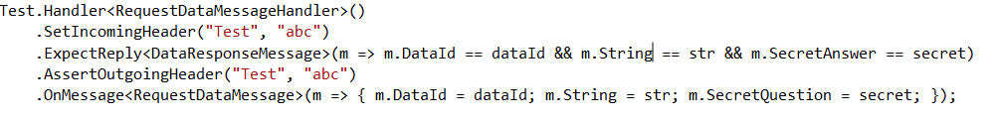 Test.Handler<RequestDataMessageHandler>()
.SetIncomingHeader("Test", "abc")
.ExpectReply<DataResponseMessage>(m => m.DataId == dataId && m.String == str && m.SecretAnswer == secret)
.AssertOutgoingHeader("Test", "abc")
.OnMessage<RequestDataMessage>(m => { m.DataId = dataId; m.String = str; m.SecretQuestion = secret; });